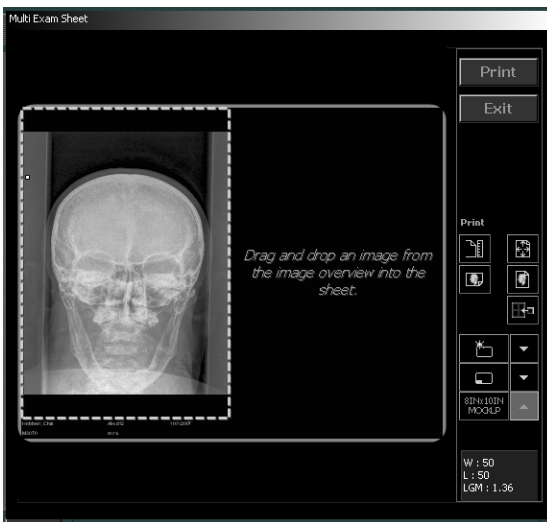 Multi Exam Sheet
Print
Exit
Drag and drop an image from
the image overview into the
sheet.
Print
8INx10IN
MOCKLP
W : 50
L : 50
LGM : 1.36